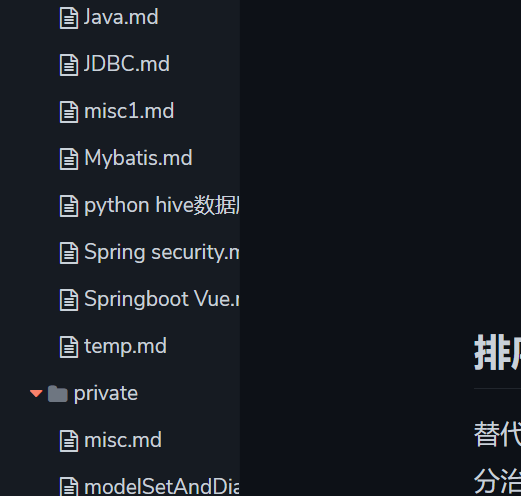 Java.md
JDBC.md
misc1.md
Mybatis.md
python hive数据
Spring security.m
Springboot Vue.
temp.md
private
misc.md
modelSetAndDia
排
替代
分治